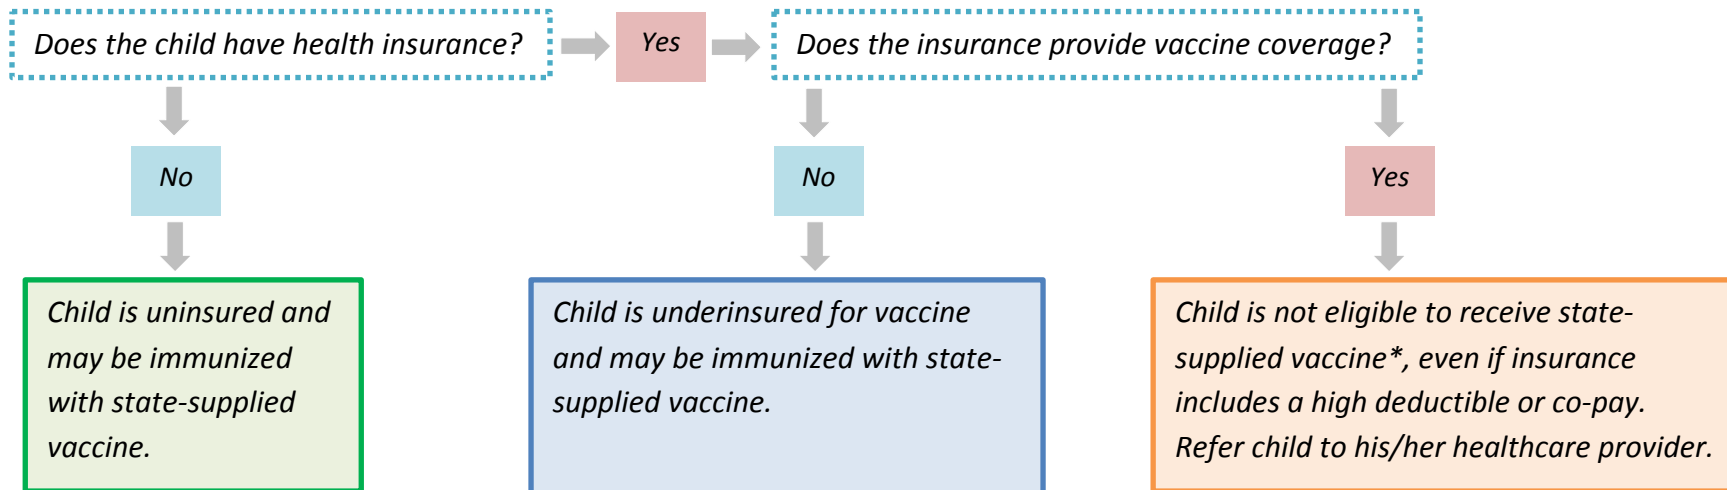 Does the child have health insurance?
Yes
Does the insurance provide vaccine coverage?
No
No
Yes
Child is uninsured and
may be immunized
with state-supplied
vaccine.
Child is underinsured for vaccine
and may be immunized with state-
supplied vaccine.
Child is not eligible to receive state-
supplied vaccine*, even if insurance
includes a high deductible or co-pay.
Refer child to his/her healthcare provider.